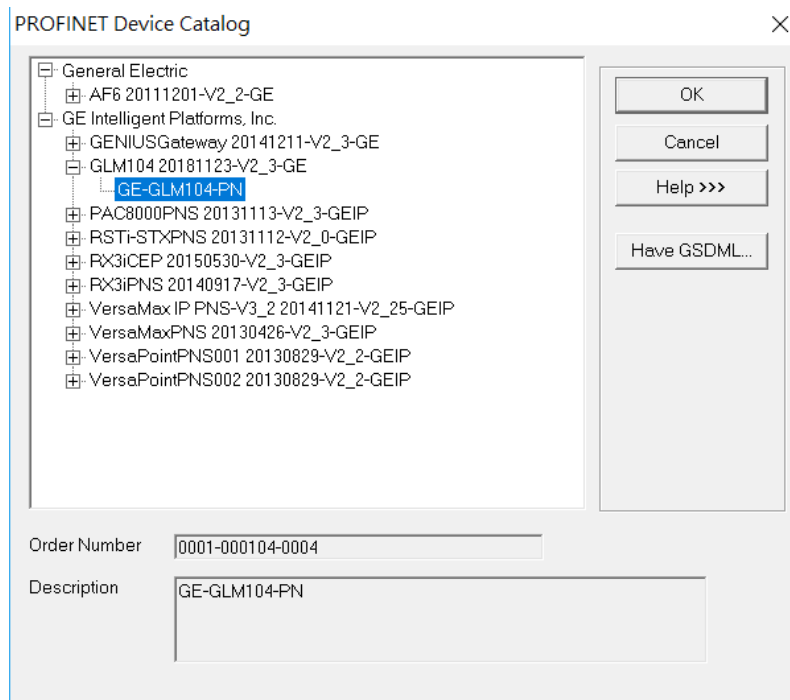 PROFINET Device Catalog
General Electric
AF6 20111201-V2_2-GE
GE Intelligent Platforms, Inc.
GENIUSGateway 20141211-V2_3-GE
GLM104 20181123-V2_3-GE
GE-GLM104-PN
PAC8000PNS 20131113-V2_3-GEIP
RSTi-STXPNS 20131112-V2_0-GEIP
RX3iCEP 20150530-V2_3-GEIP
RX3iPNS 20140917-V2_3-GEIP
VersaMax IP PNS-V3_2 20141121-V2_25-GEIP
VersaMaxPNS 20130426-V2_3-GEIP
VersaPointPNS001 20130829-V2_2-GEIP
VersaPointPNS002 20130829-V2_2-GEIP
OK
Cancel
Help >>>
Have GSDML...
Order Number 0001-000104-0004
Description GE-GLM104-PN